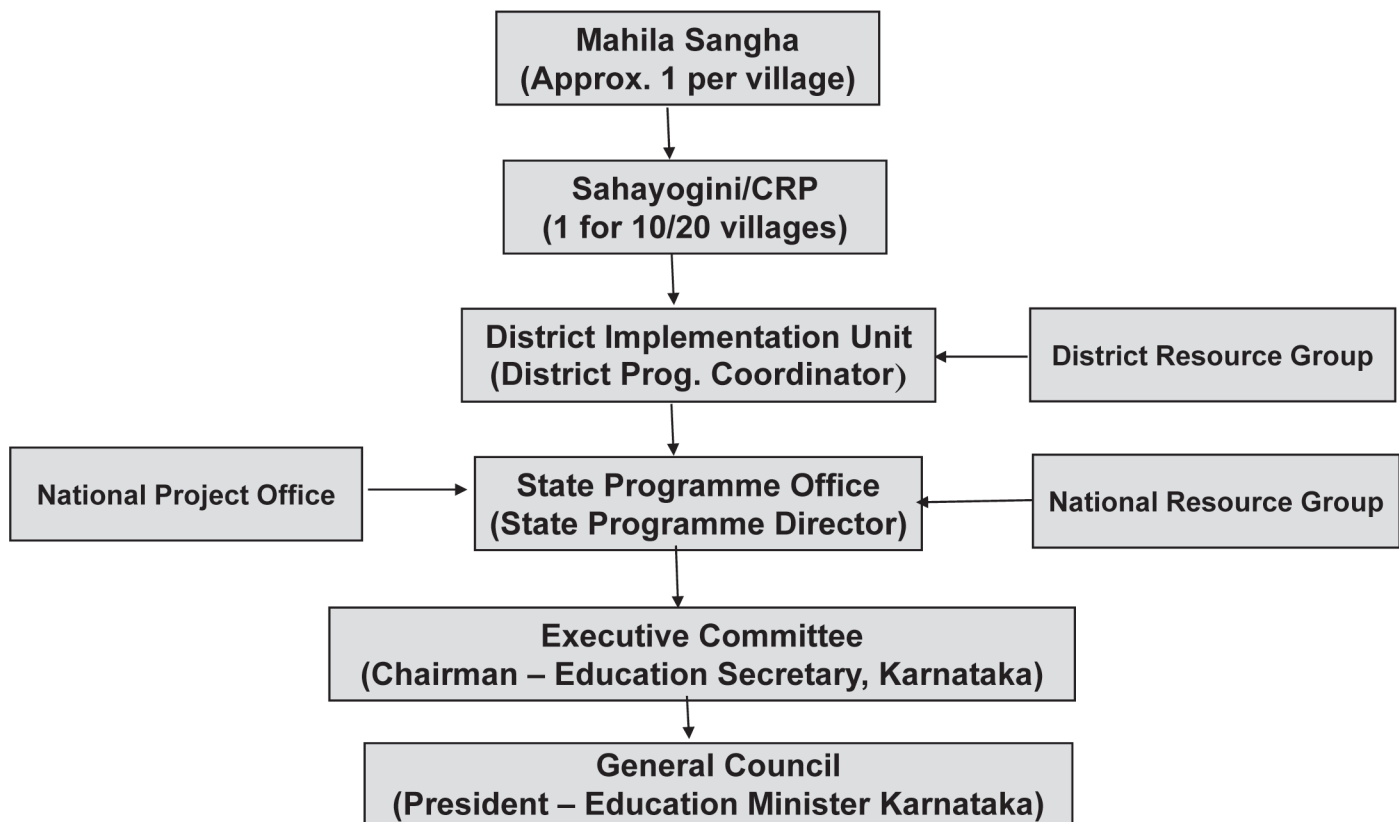 Mahila Sangha
(Approx. 1 per village)
Sahayogini/CRP
(1 for 10/20 villages)
District Implementation Unit
(District Prog. Coordinator)
District Resource Group
National Project Office
State Programme Office
(State Programme Director)
National Resource Group
Executive Committee
(Chairman – Education Secretary, Karnataka)
General Council
(President – Education Minister Karnataka)